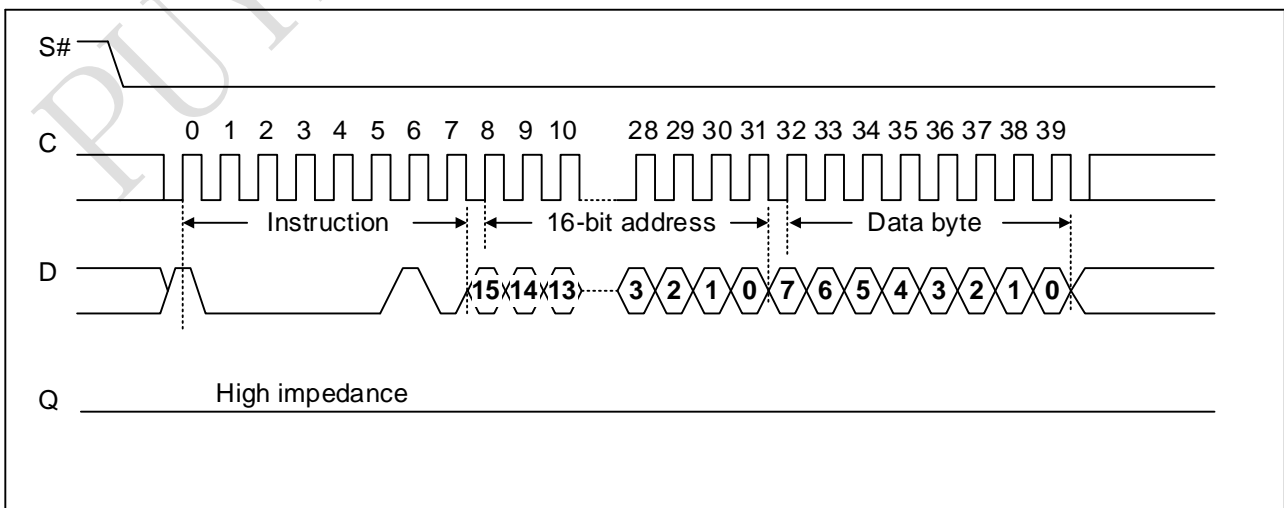 PUY
S#
C
0 1 2 3 4 5 6 7 8 9 10 28 29 30 31 32 33 34 35 36 37 38 39
Instruction 16-bit address Data byte
D
15 14 13 3 2 1 0 7 6 5 4 3 2 1 0
Q High impedance